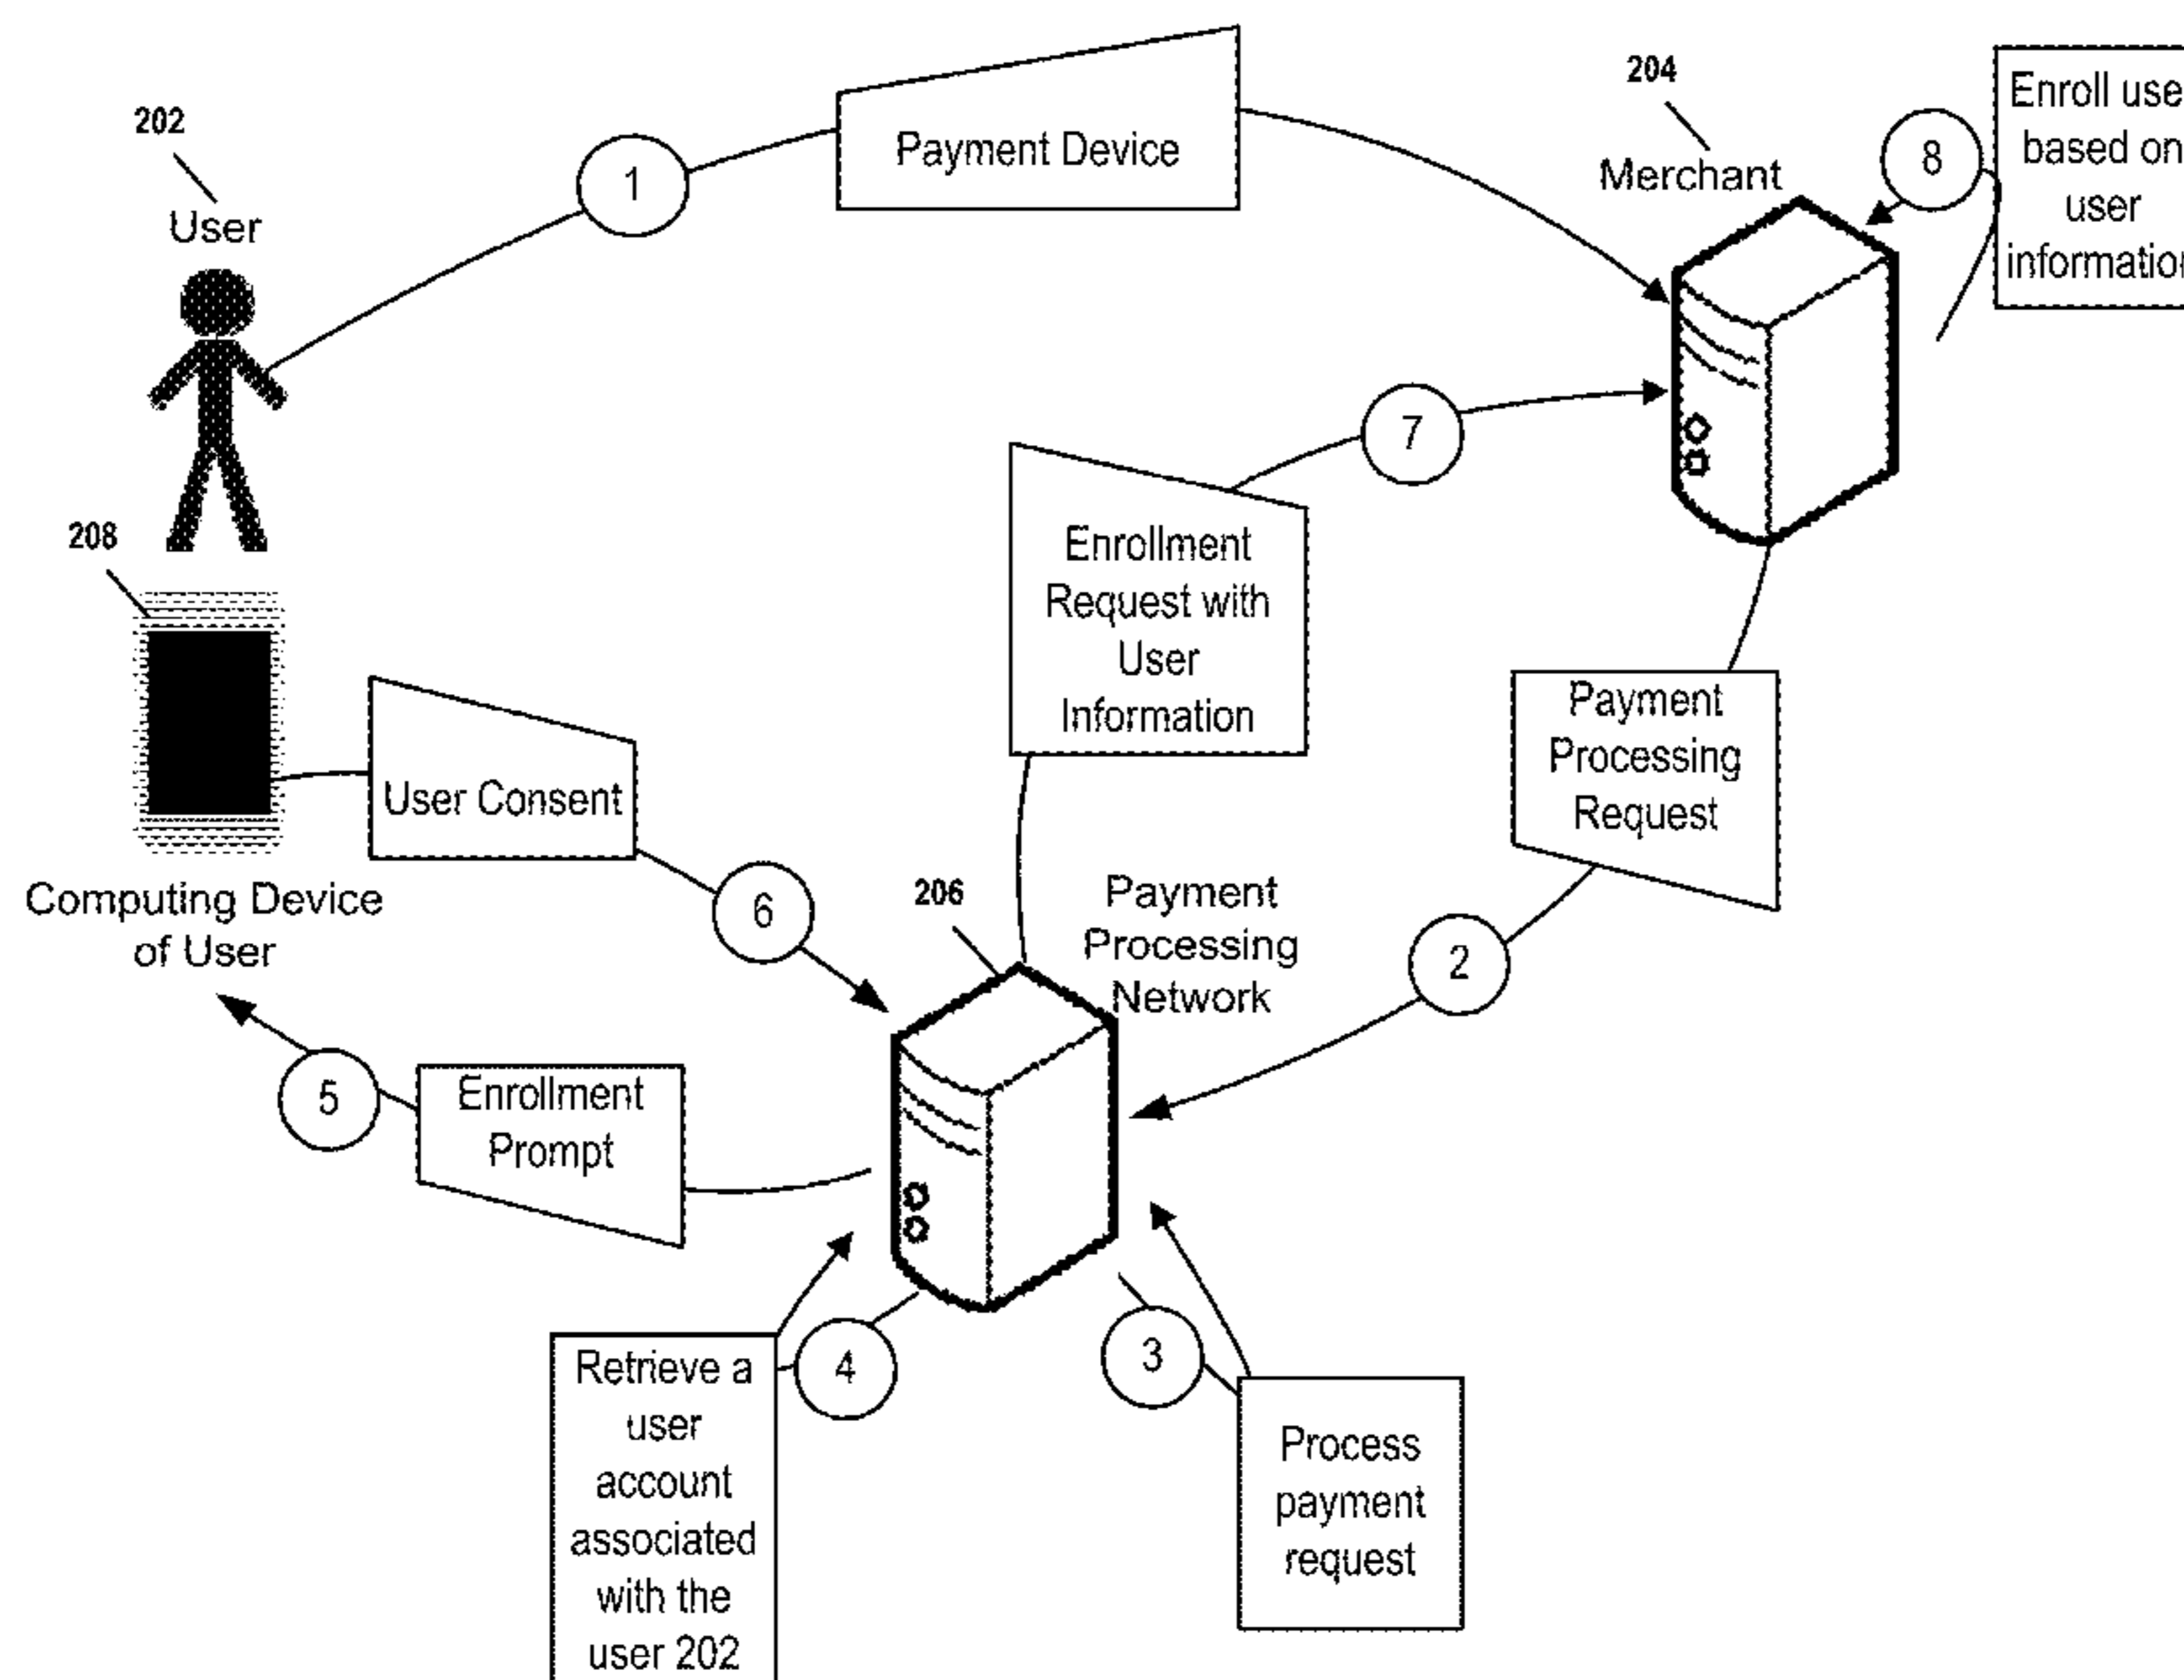 202
User
1
Payment Device
204
Merchant
8
Enroll use
based on
user
information
7
Enrollment
Request with
User
Information
208
Computing Device
of User
User Consent
6
206
Payment
Processing
Network
Payment
Processing
Request
2
5
Enrollment
Prompt
4
Retrieve a
user
account
associated
with the
user 202
3
Process
payment
request